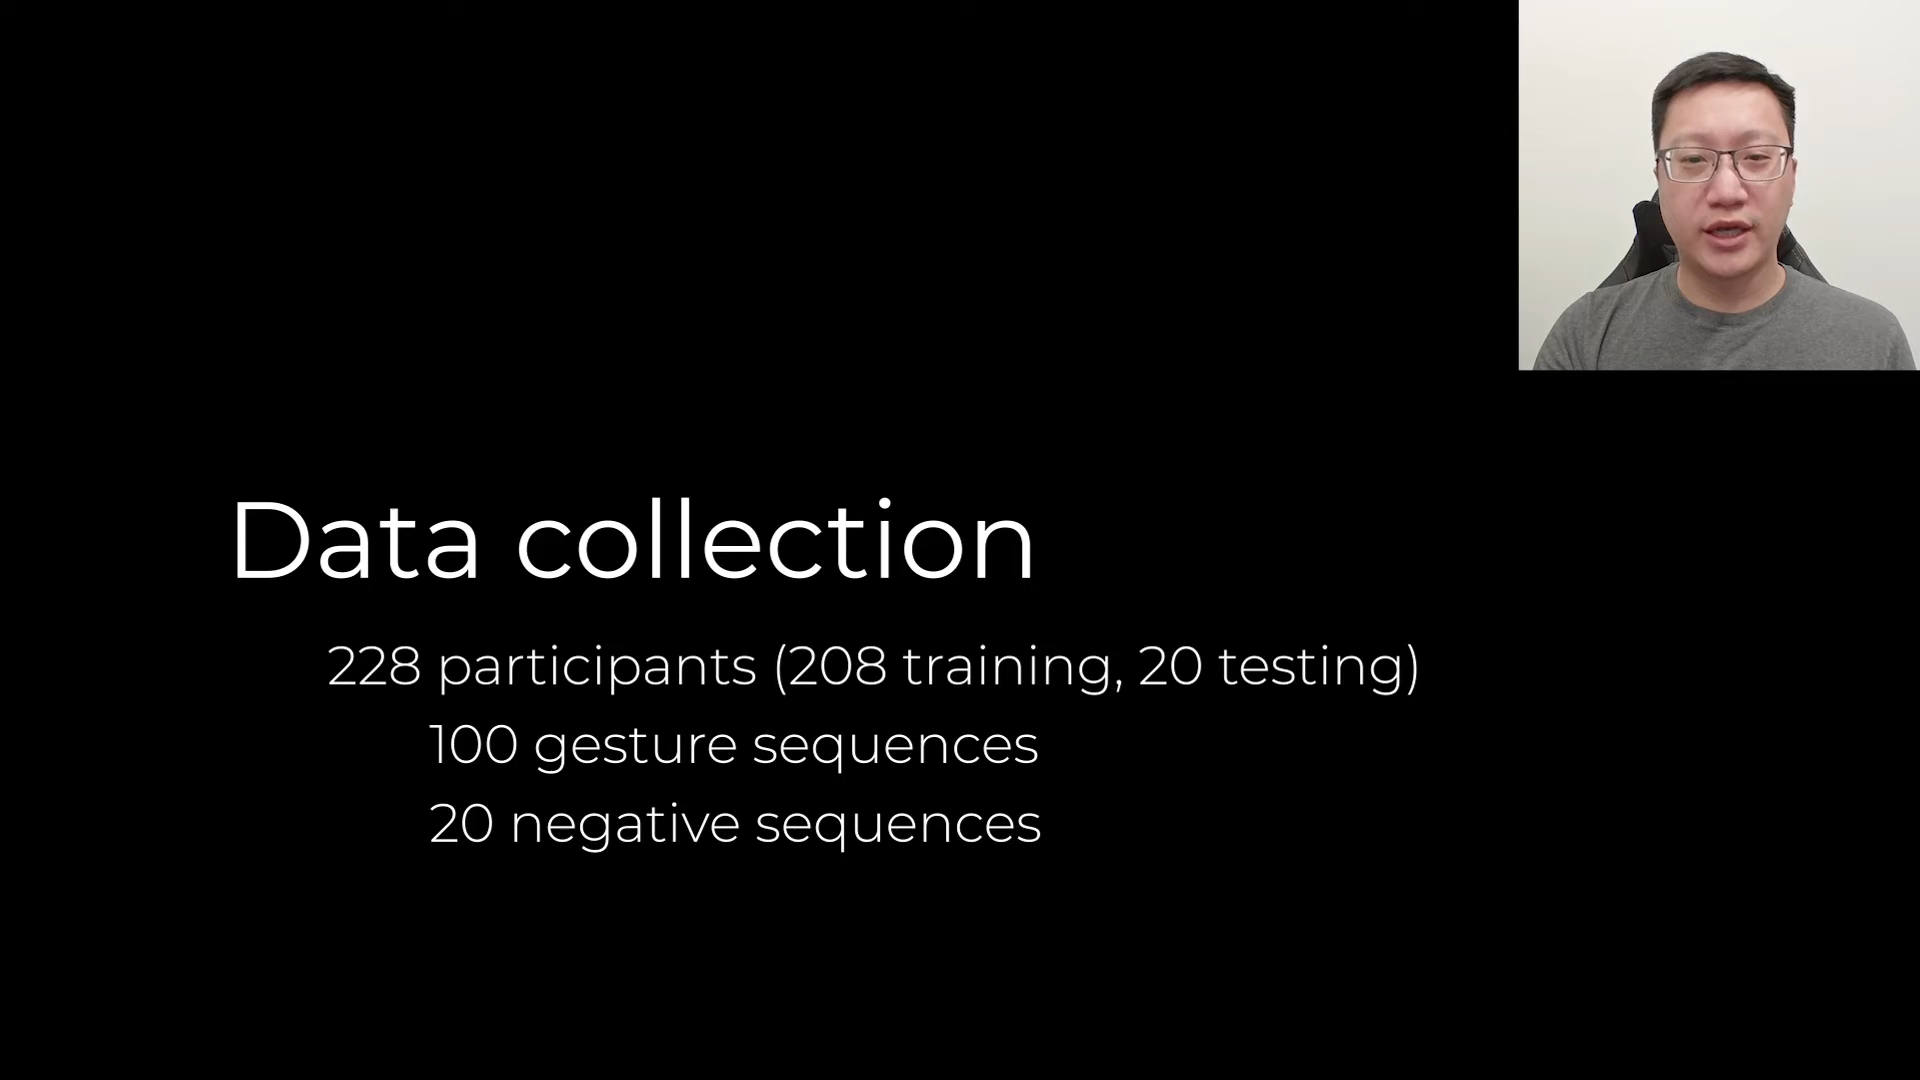 Data collection
228 participants (208 training, 20 testing)
100 gesture sequences
20 negative sequences